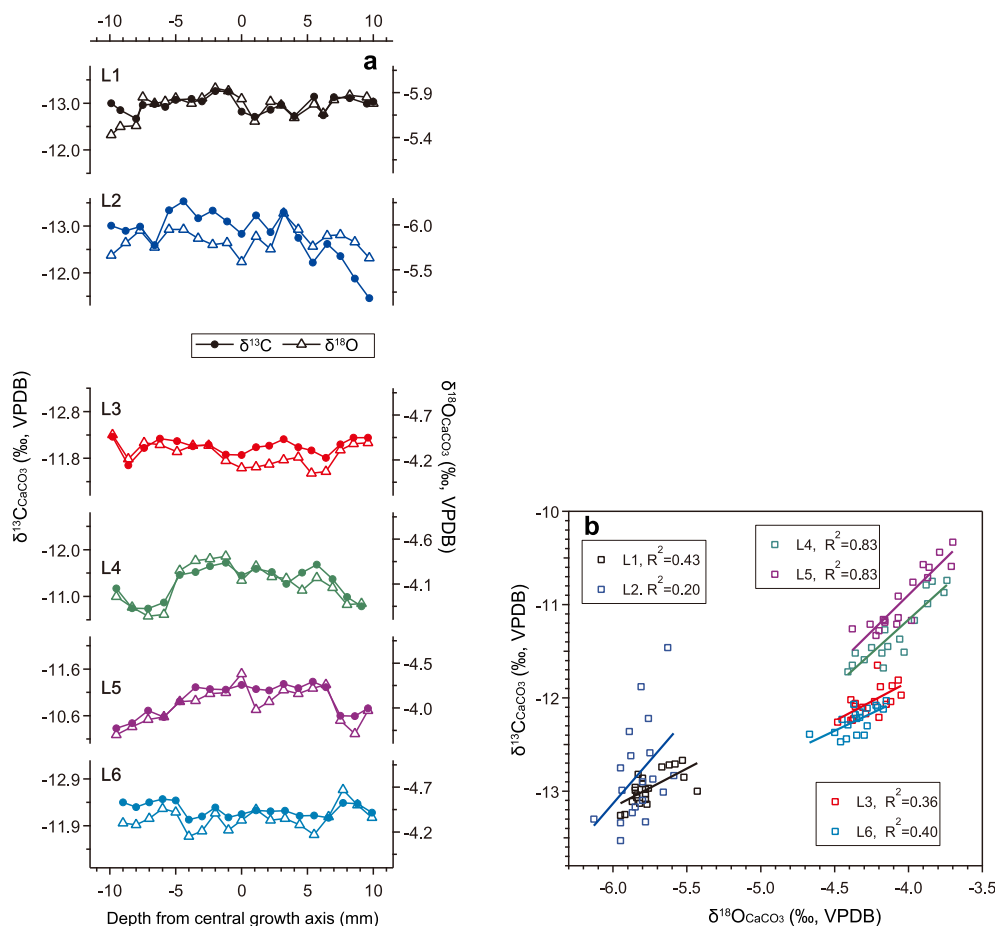 -10 -5 0 5 10
a
L1
-13.0
-12.0
-5.9
-5.4
L2
-13.0
-12.0
-6.0
-5.5
δ¹³C δ¹⁸O
δ¹³C_CaCO₃ (‰, VPDB)
δ¹⁸O_CaCO₃ (‰, VPDB)
L3
-12.8
-11.8
-4.7
-4.2
L4
-12.0
-11.0
-4.6
-4.1
L5
-11.6
-10.6
-4.5
-4.0
L6
-12.9
-11.9
-4.7
-4.2
-10 -5 0 5 10
Depth from central growth axis (mm)
b
L1, R²=0.43
L2, R²=0.20
L4, R²=0.83
L5, R²=0.83
L3, R²=0.36
L6, R²=0.40
δ¹³C_CaCO₃ (‰, VPDB)
-10
-11
-12
-13
-6.0 -5.5 -5.0 -4.5 -4.0 -3.5
δ¹⁸O_CaCO₃ (‰, VPDB)